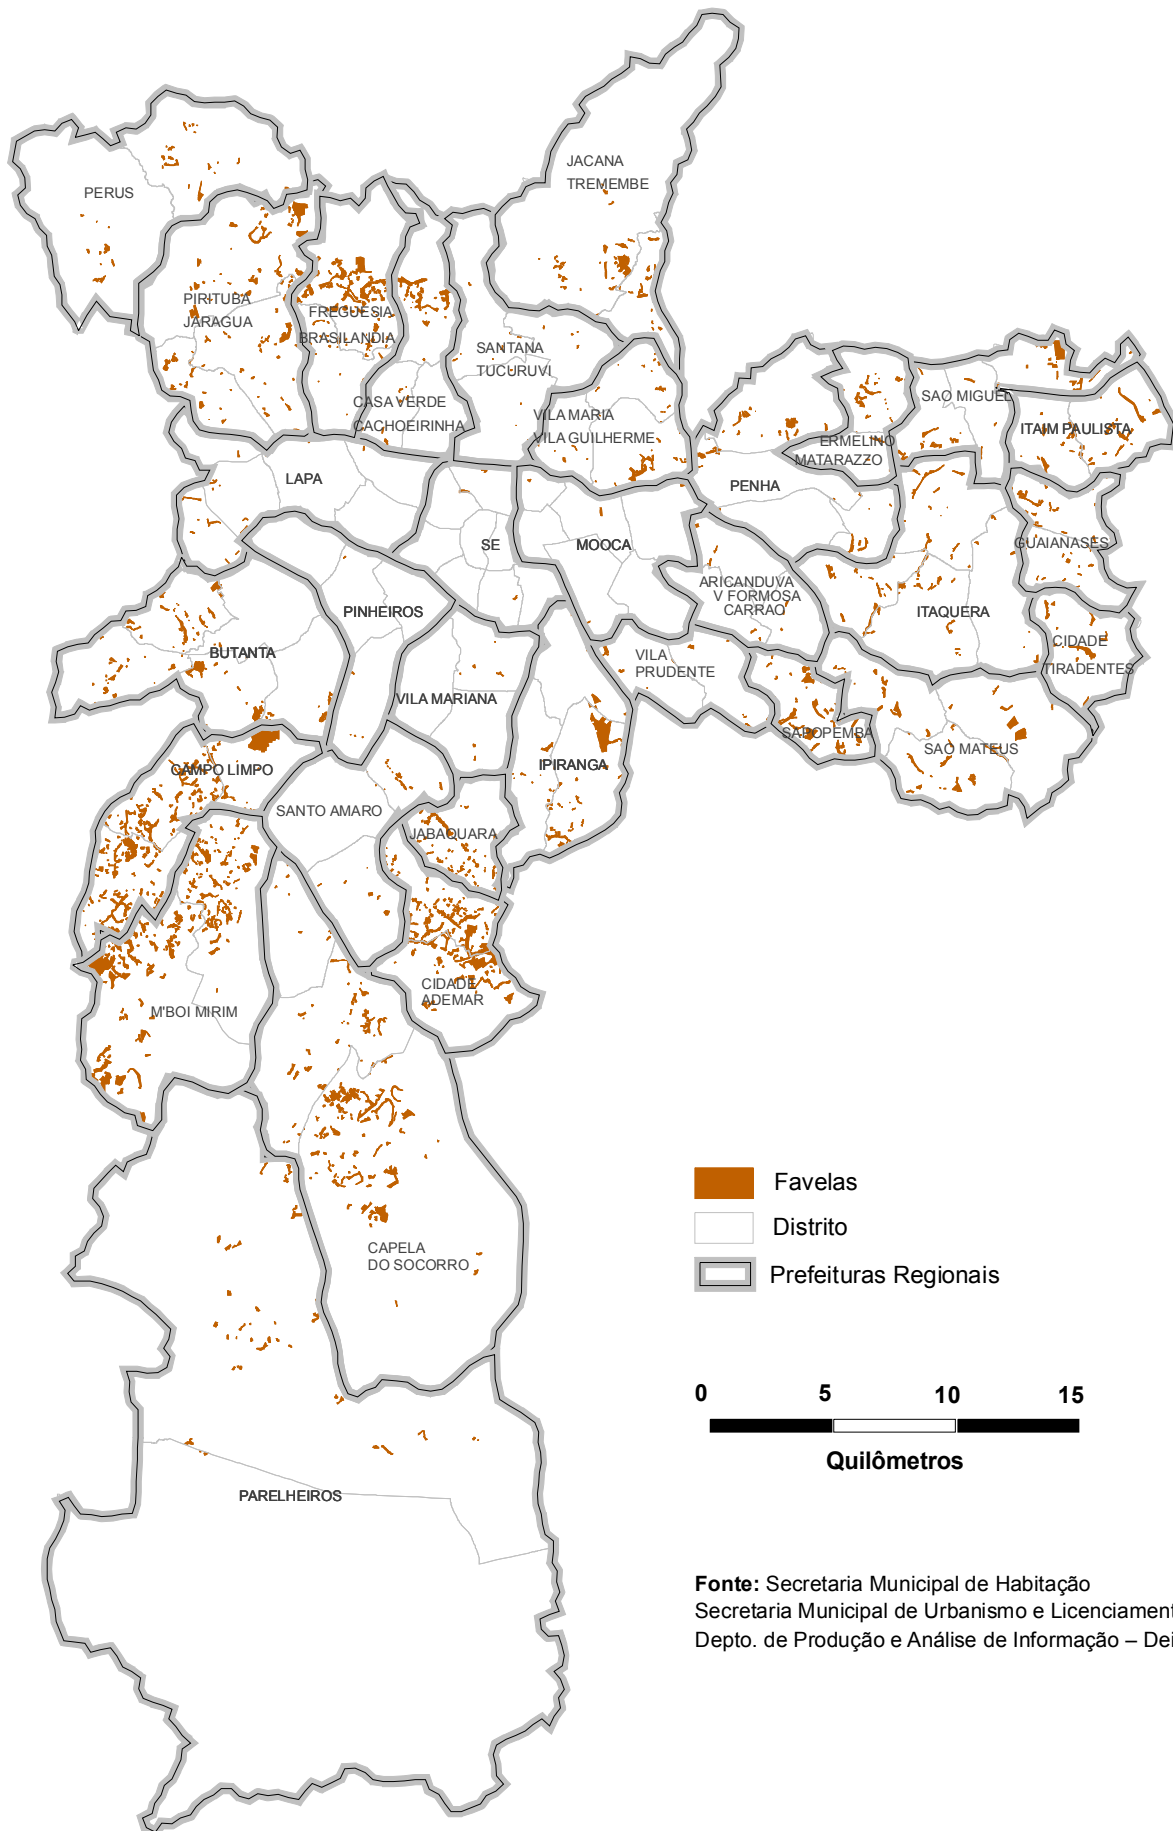 JACANA
TREMEMBE
PERUS
PIRITUBA
JARAGUA
FREGUESIA
BRASILANDIA
SANTANA
TUCURUVI
CASA VERDE
CACHOEIRINHA
VILA MARIA
VILA GUILHERME
SAO MIGUEL
ITAIM PAULISTA
ERMELINO
MATARAZZO
LAPA
PENHA
SE
MOOCA
GUAIANASES
ARICANDUVA
V FORMOSA
CARRAO
PINHEIROS
ITAQUERA
BUTANTA
VILA
PRUDENTE
CIDADE
TIRADENTES
VILA MARIANA
SAPOPEMBA
SAO MATEUS
CAMPO LIMPO
IPIRANGA
SANTO AMARO
JABAQUARA
CIDADE
ADEMAR
M'BOI MIRIM
Favelas
Distrito
CAPELA
DO SOCORRO
Prefeituras Regionais
0 5 10 15
Quilômetros
PARELHEIROS
Fonte: Secretaria Municipal de Habitação
Secretaria Municipal de Urbanismo e Licenciament
Depto. de Produção e Análise de Informação – Dei